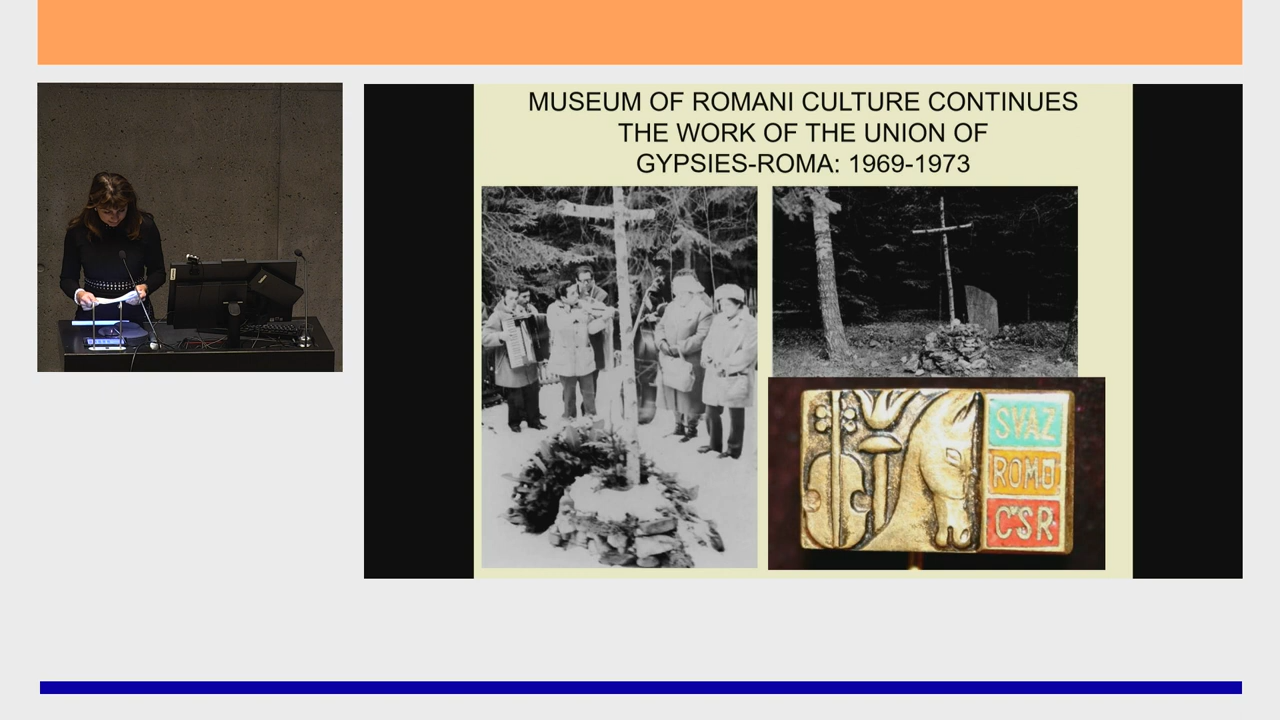 MUSEUM OF ROMANI CULTURE CONTINUES
THE WORK OF THE UNION OF
GYPSIES-ROMA: 1969-1973
SVAZ
ROMŮ
ČSR